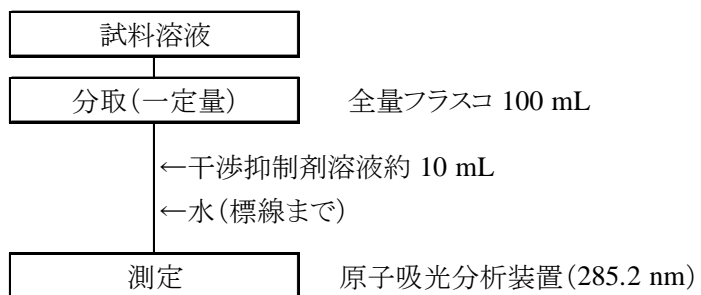 試料溶液
分取(一定量) 全量フラスコ 100 mL
←干渉抑制剤溶液約 10 mL
←水(標線まで)
測定 原子吸光分析装置(285.2 nm)